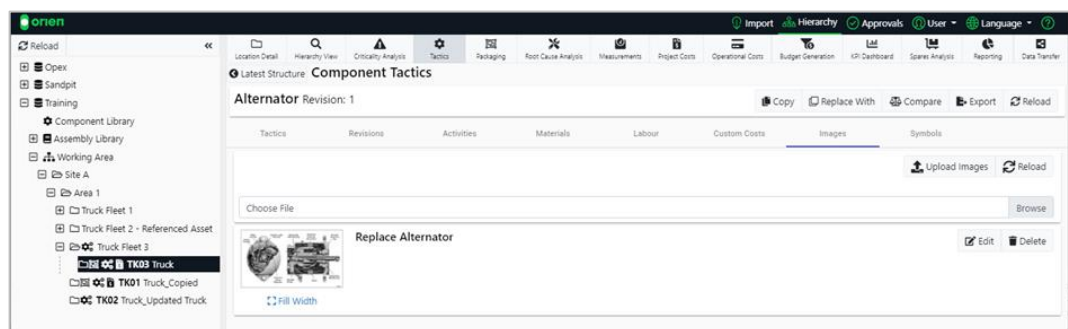 orien
Import Hierarchy Approvals User Language
Reload
Opex
Sandpit
Training
Component Library
Assembly Library
Working Area
Site A
Area 1
Truck Fleet 1
Truck Fleet 2 - Referenced Asset
Truck Fleet 3
TK03 Truck
TK01 Truck_Copied
TK02 Truck_Updated Truck
Location Detail Hierarchy View Criticality Analysis Tactics Packaging Root Cause Analysis Measurements Project Costs Operational Costs Budget Generation KPI Dashboard Spares Analysis Reporting Data Transfer
Latest Structure Component Tactics
Alternator Revision: 1
Copy Replace With Compare Export Reload
Tactics Revisions Activities Materials Labour Custom Costs Images Symbols
Upload Images Reload
Choose File Browse
Replace Alternator
Edit Delete
Fill Width